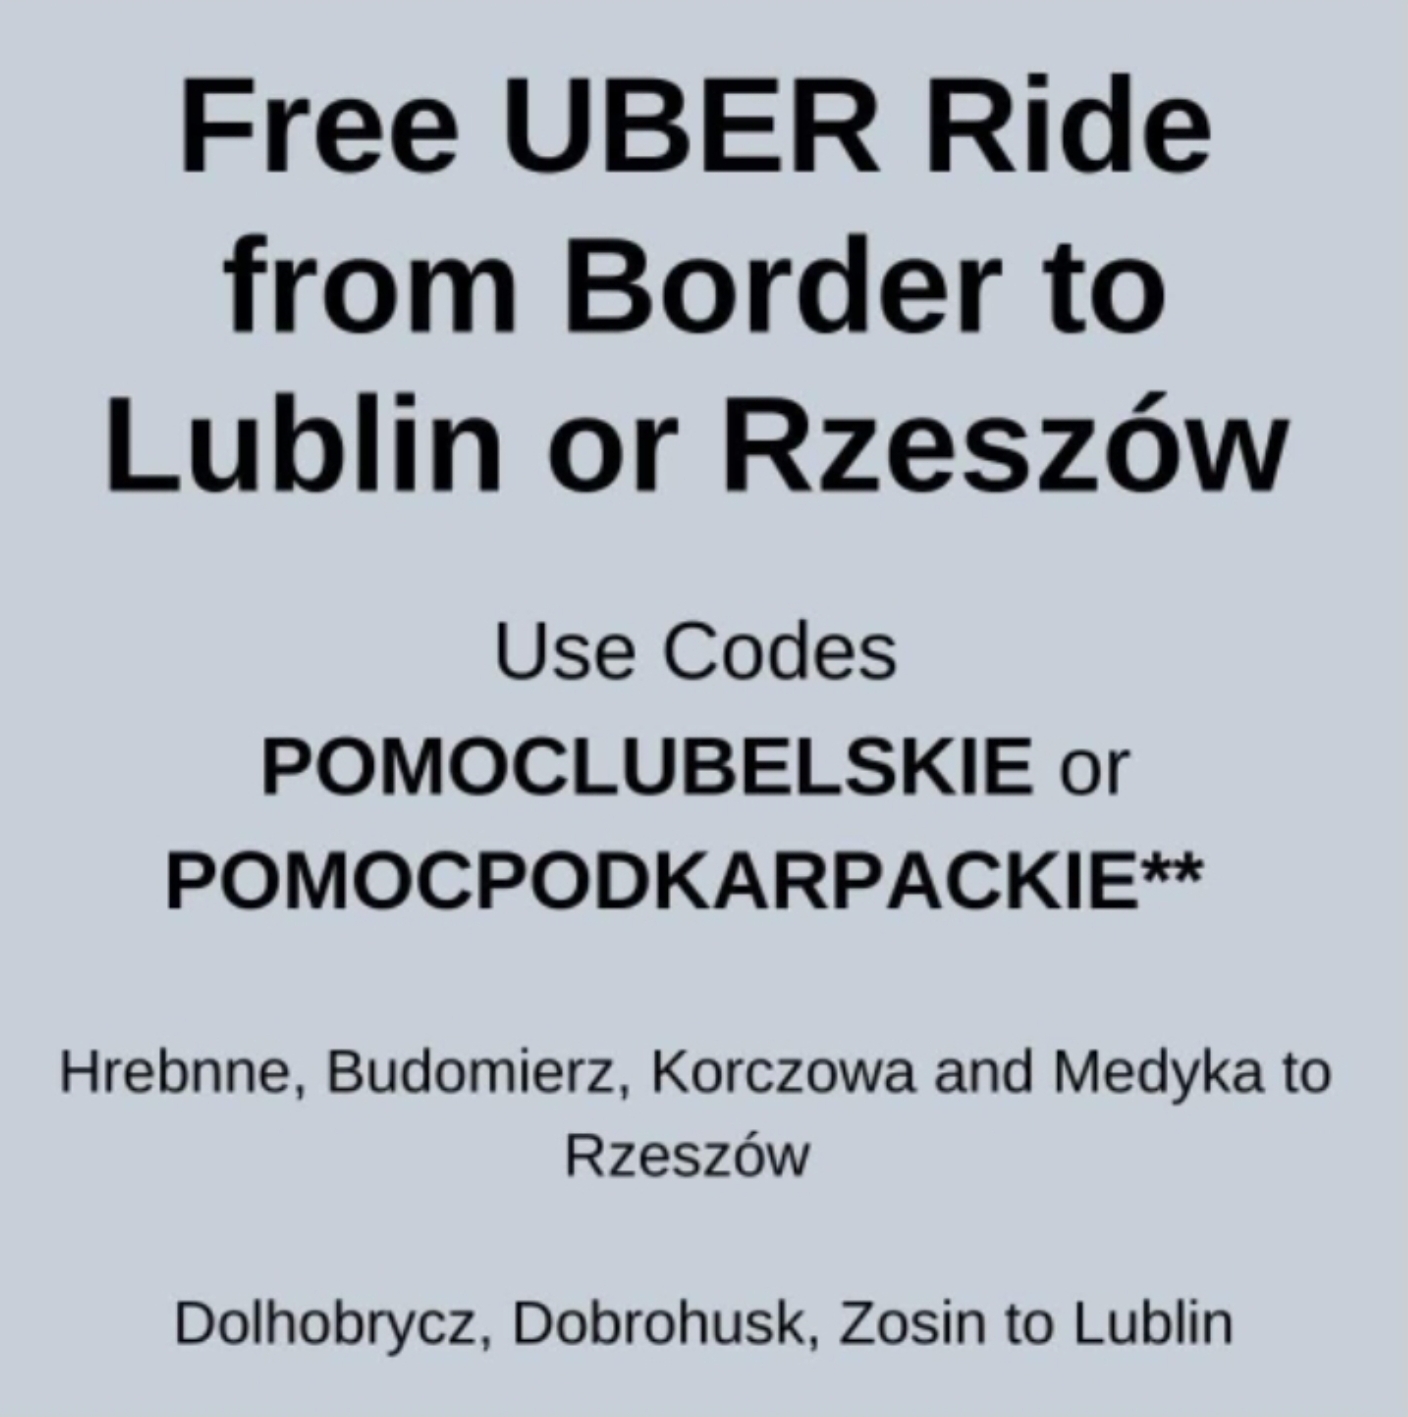 Free UBER Ride
from Border to
Lublin or Rzeszów
Use Codes
POMOCLUBELSKIE or
POMOCPODKARPACKIE**
Hrebnne, Budomierz, Korczowa and Medyka to
Rzeszów
Dolhobrycz, Dobrohusk, Zosin to Lublin